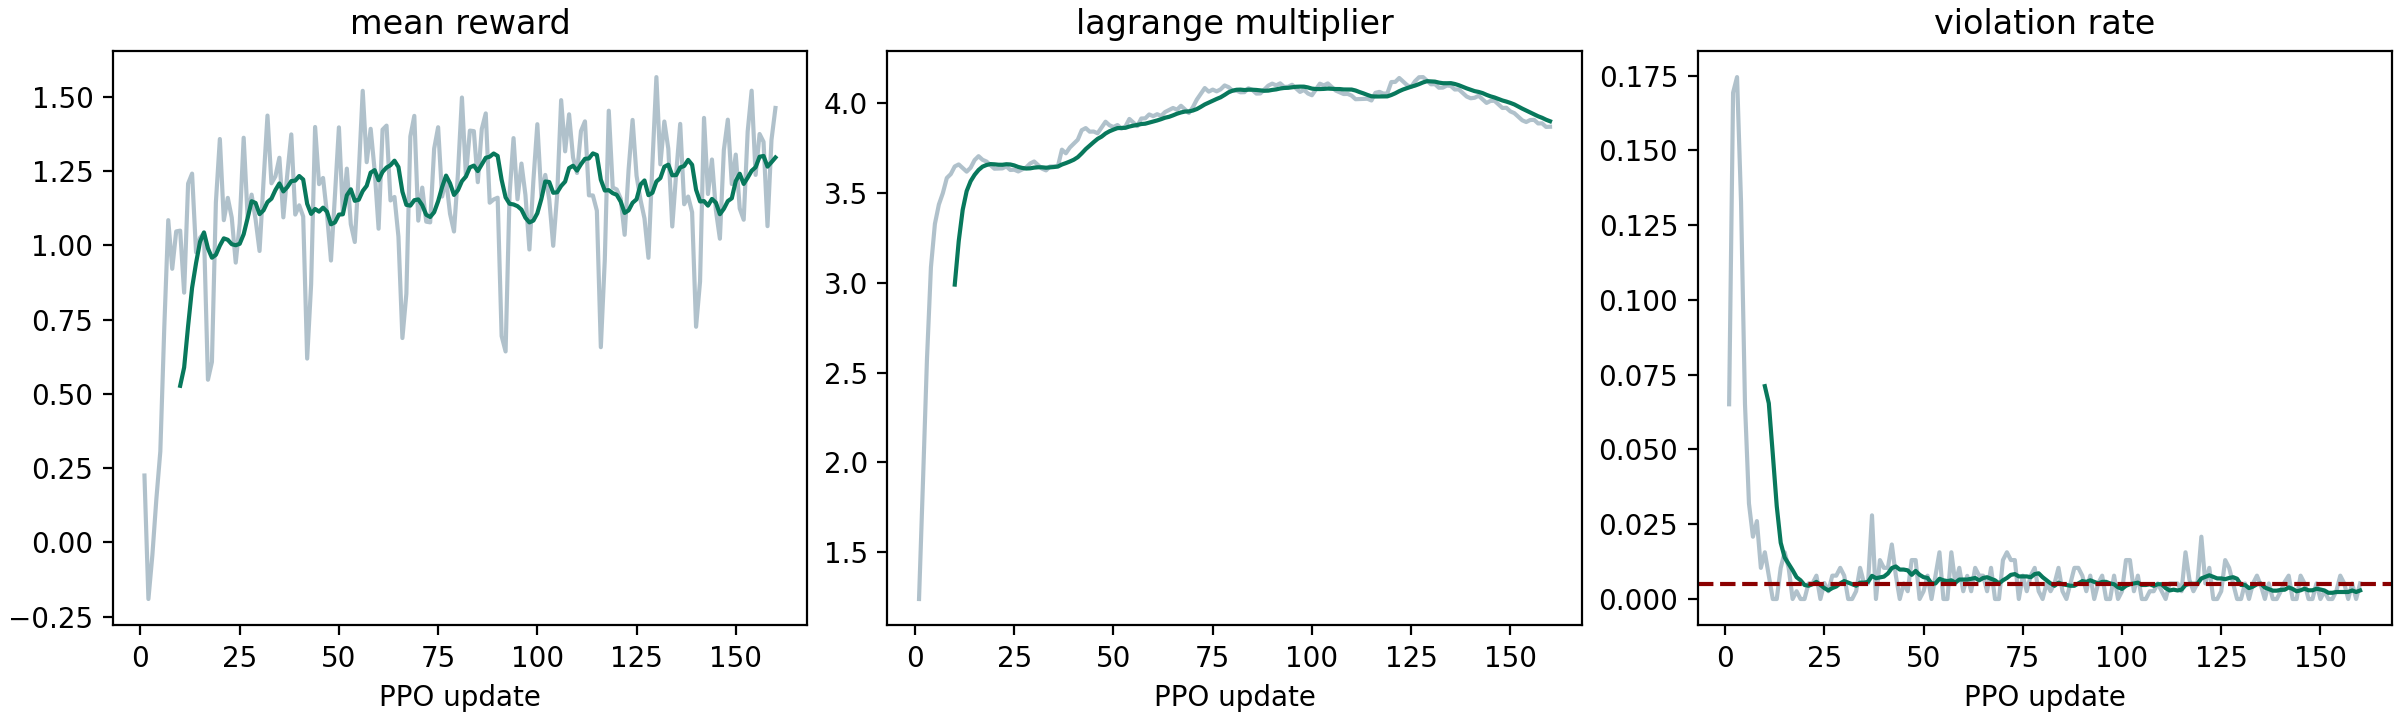 mean reward
1.50
1.25
1.00
0.75
0.50
0.25
0.00
−0.25
0 25 50 75 100 125 150
PPO update
lagrange multiplier
4.0
3.5
3.0
2.5
2.0
1.5
0 25 50 75 100 125 150
PPO update
violation rate
0.175
0.150
0.125
0.100
0.075
0.050
0.025
0.000
0 25 50 75 100 125 150
PPO update